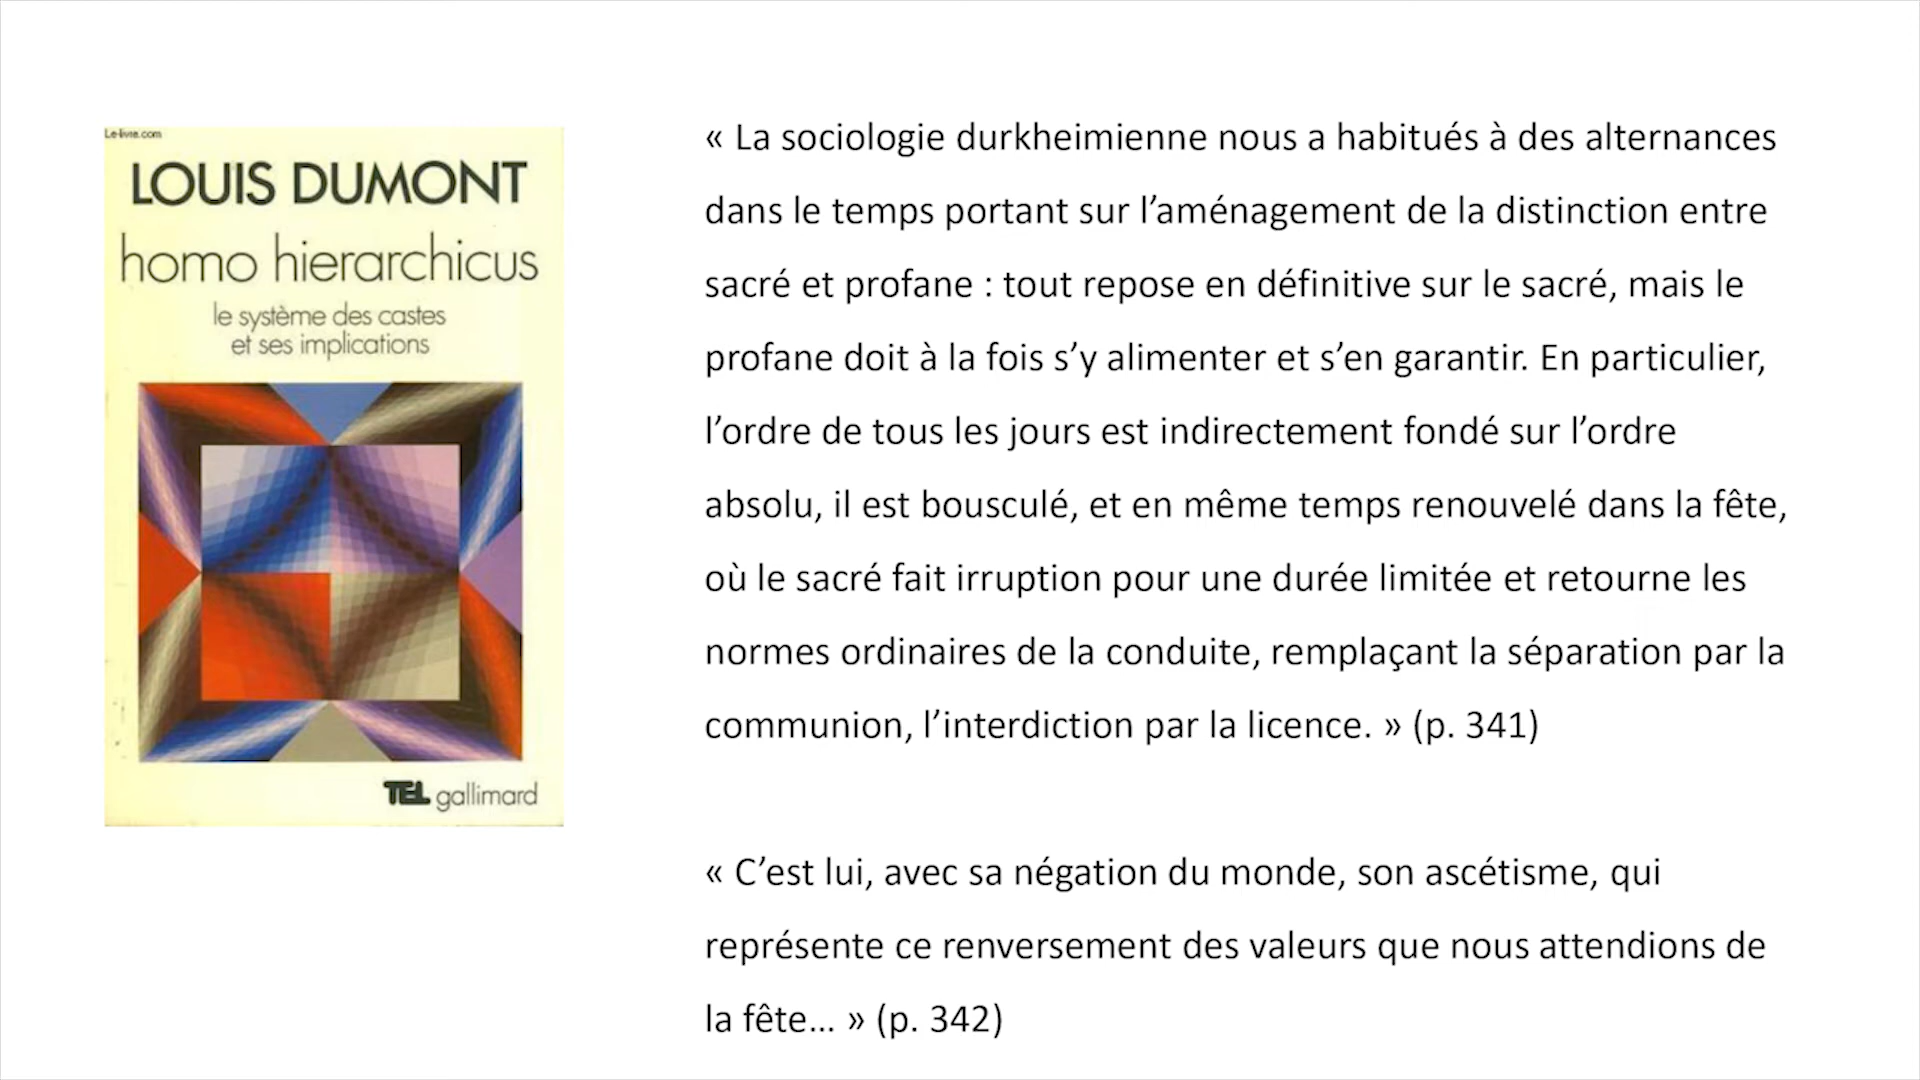 Le-livre.com
LOUIS DUMONT
homo hierarchicus
le système des castes
et ses implications
TEL gallimard
« La sociologie durkheimienne nous a habitués à des alternances
dans le temps portant sur l’aménagement de la distinction entre
sacré et profane : tout repose en définitive sur le sacré, mais le
profane doit à la fois s’y alimenter et s’en garantir. En particulier,
l’ordre de tous les jours est indirectement fondé sur l’ordre
absolu, il est bousculé, et en même temps renouvelé dans la fête,
où le sacré fait irruption pour une durée limitée et retourne les
normes ordinaires de la conduite, remplaçant la séparation par la
communion, l’interdiction par la licence. » (p. 341)
« C’est lui, avec sa négation du monde, son ascétisme, qui
représente ce renversement des valeurs que nous attendions de
la fête… » (p. 342)